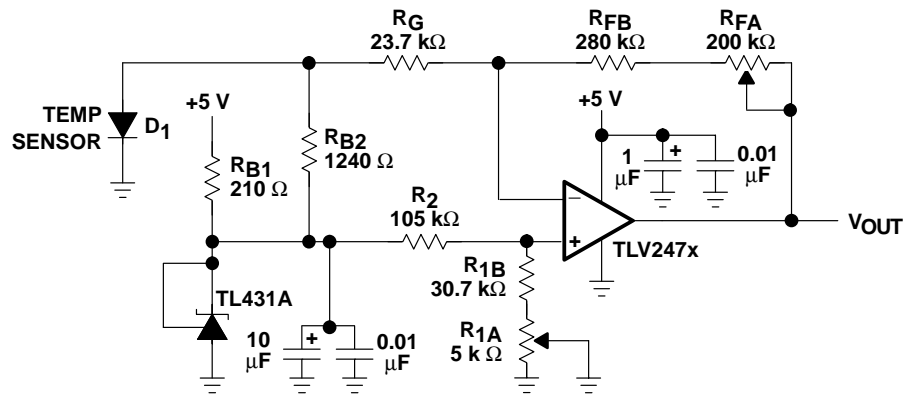 RG
23.7 kΩ
RFB
280 kΩ
RFA
200 kΩ
+5 V
TEMP
SENSOR
D1
RB1
210 Ω
RB2
1240 Ω
+5 V
1
μF
+
0.01
μF
R2
105 kΩ
–
+
TLV247x
VOUT
R1B
30.7 kΩ
TL431A
10
μF
+
0.01
μF
R1A
5 k Ω